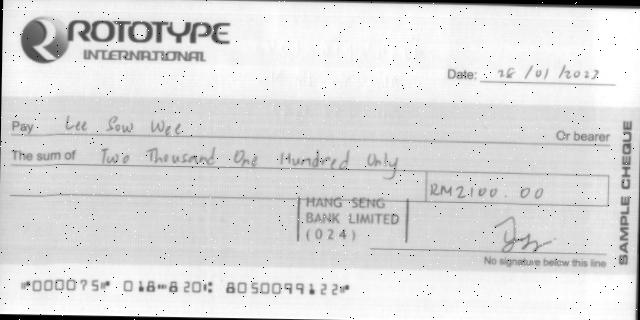 ROTOTYPE
INTERNATIONAL
Date: 28/01/2022
Pay Lee Sow Wee Or bearer
The sum of Two Thousand One Hundred Only
RM2100.00
HANG SENG
BANK LIMITED
(024)
No signature below this line
SAMPLE CHEQUE
"000075" 018"820: 8050099122"